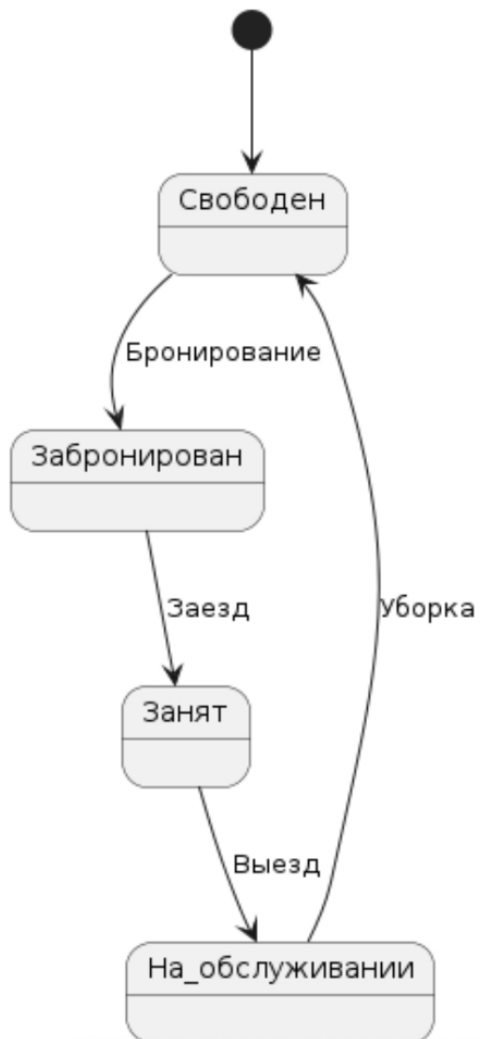 Свободен
Бронирование
Забронирован
Заезд
Уборка
Занят
Выезд
На_обслуживании